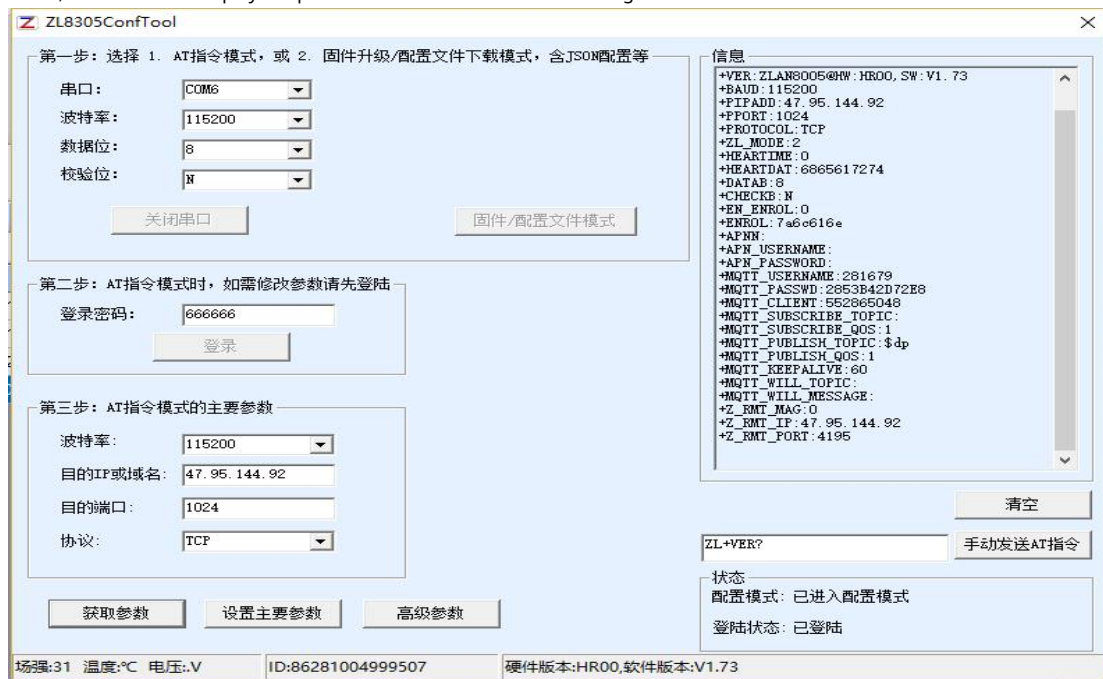 ZL8305ConfTool
第一步：选择 1. AT指令模式，或 2. 固件升级/配置文件下载模式，含JSON配置等
串口： COM6
波特率： 115200
数据位： 8
校验位： N
关闭串口 固件/配置文件模式
第二步：AT指令模式时，如需修改参数请先登陆
登录密码： 666666
登录
第三步：AT指令模式的主要参数
波特率： 115200
目的IP或域名： 47.95.144.92
目的端口： 1024
协议： TCP
获取参数 设置主要参数 高级参数
信息
+VER:ZLAN8005@HW:HR00,SW:V1.73
+BAUD:115200
+PIPADD:47.95.144.92
+PPORT:1024
+PROTOCOL:TCP
+ZL_MODE:2
+HEARTIME:0
+HEARTDAT:6865617274
+DATAB:8
+CHECKB:N
+EN_ENROL:0
+ENROL:7a6c616e
+APNN:
+APN_USERNAME:
+APN_PASSWORD:
+MQTT_USERNAME:281679
+MQTT_PASSWD:2853B42D72E8
+MQTT_CLIENT:552865048
+MQTT_SUBSCRIBE_TOPIC:
+MQTT_SUBSCRIBE_QOS:1
+MQTT_PUBLISH_TOPIC:$dp
+MQTT_PUBLISH_QOS:1
+MQTT_KEEPALIVE:60
+MQTT_WILL_TOPIC:
+MQTT_WILL_MESSAGE:
+Z_RMT_MAG:0
+Z_RMT_IP:47.95.144.92
+Z_RMT_PORT:4195
清空
ZL+VER? 手动发送AT指令
状态
配置模式：已进入配置模式
登陆状态：已登陆
场强:31 温度:℃ 电压:.V ID:86281004999507 硬件版本:HR00,软件版本:V1.73